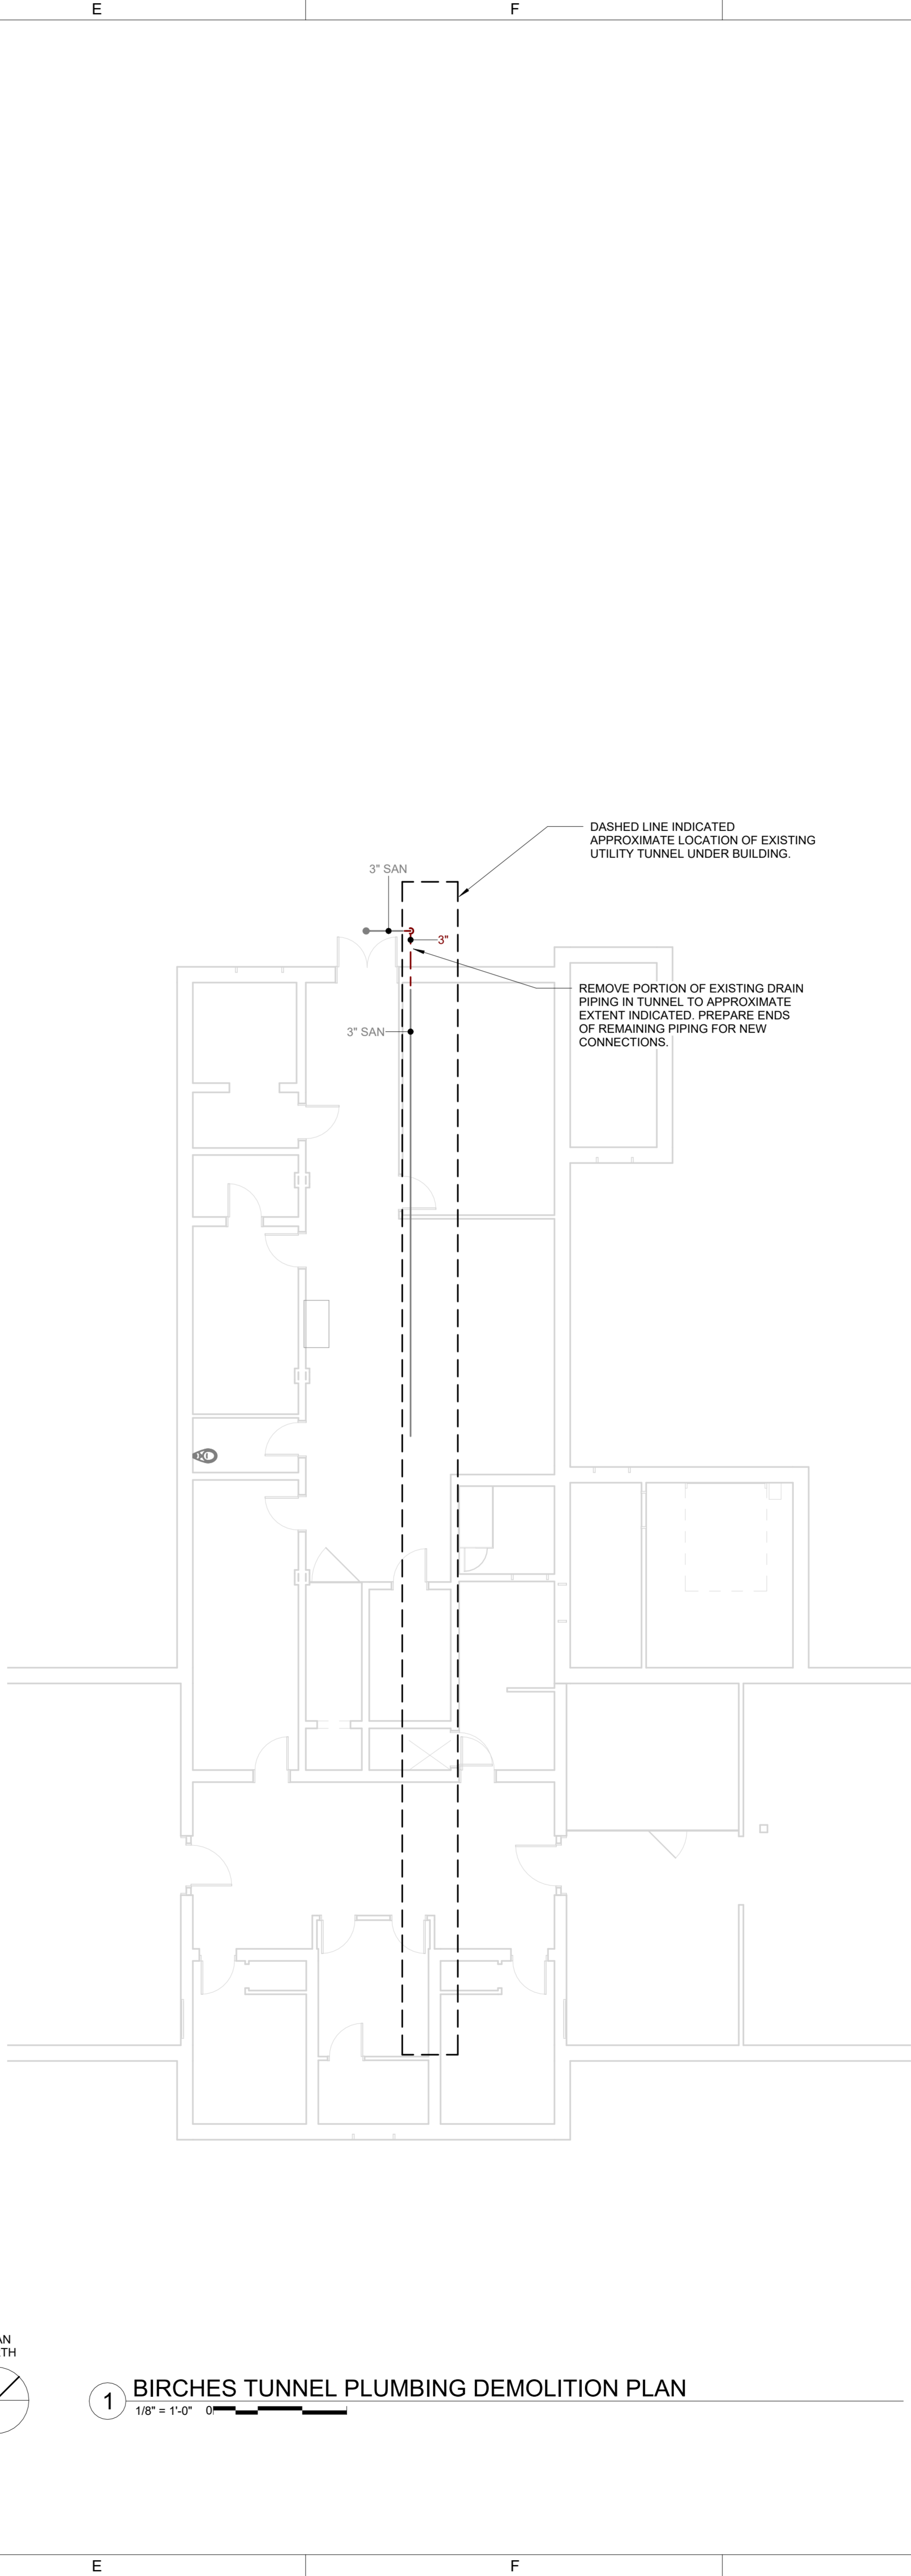 E
F
DASHED LINE INDICATED
APPROXIMATE LOCATION OF EXISTING
UTILITY TUNNEL UNDER BUILDING.
3" SAN
3"
REMOVE PORTION OF EXISTING DRAIN
PIPING IN TUNNEL TO APPROXIMATE
EXTENT INDICATED. PREPARE ENDS
OF REMAINING PIPING FOR NEW
CONNECTIONS.
3" SAN
AN
TH
1
BIRCHES TUNNEL PLUMBING DEMOLITION PLAN
1/8" = 1'-0"
0
E
F